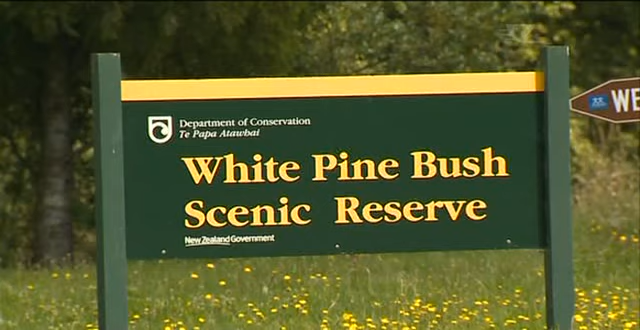 Department of Conservation
Te Papa Atawhai
White Pine Bush
Scenic Reserve
New Zealand Government
WE